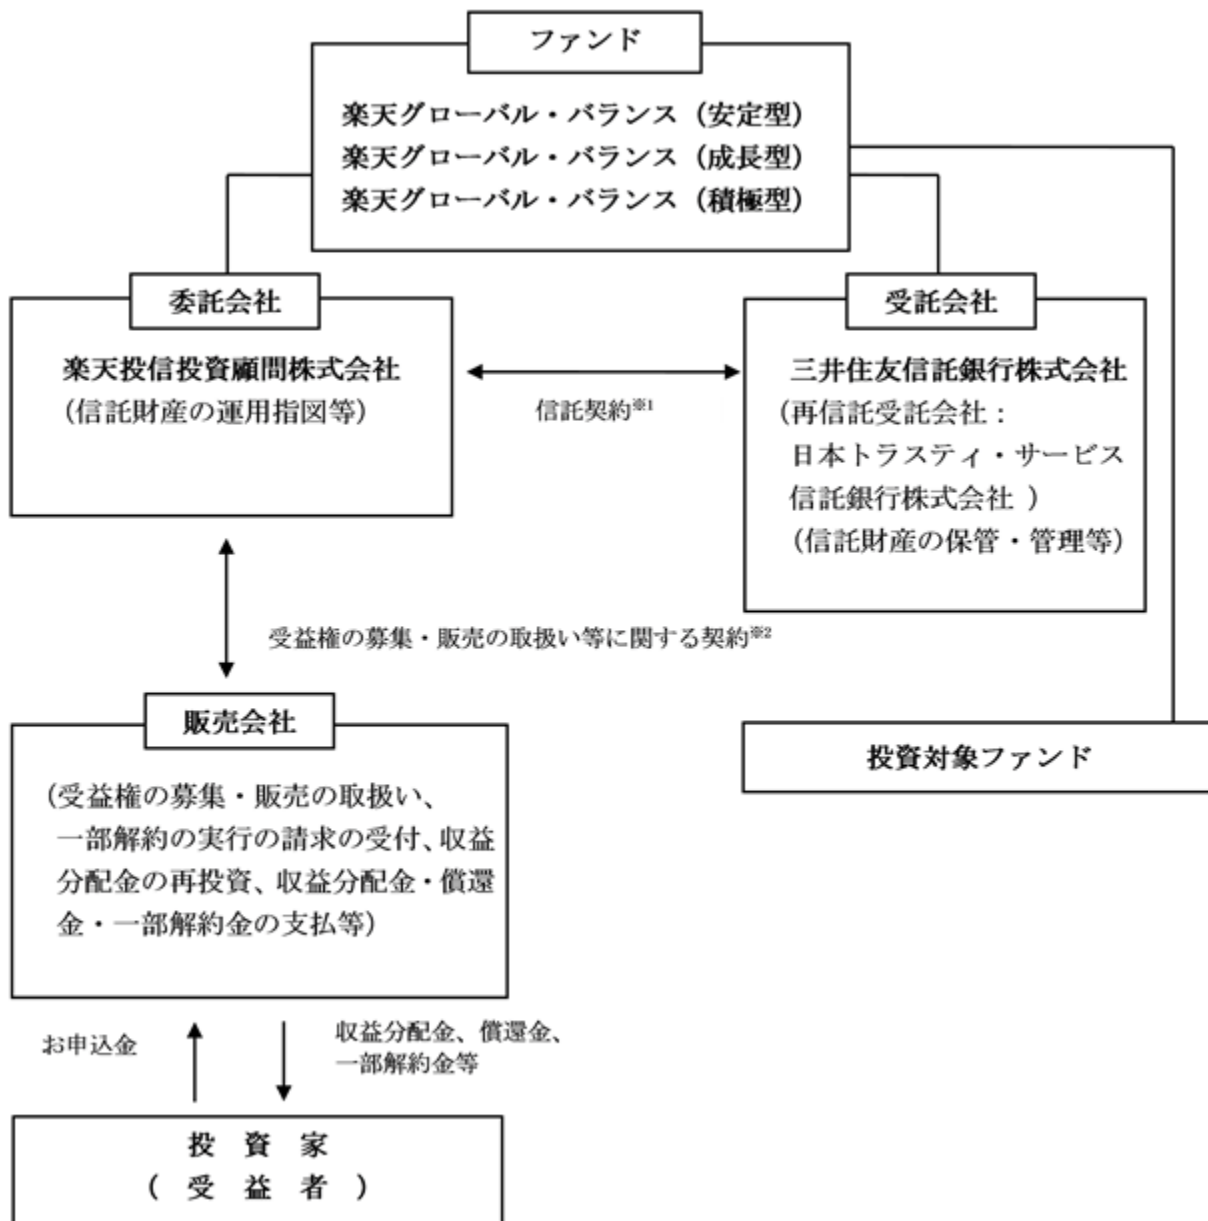 ファンド
楽天グローバル・バランス（安定型）
楽天グローバル・バランス（成長型）
楽天グローバル・バランス（積極型）
委託会社
楽天投信投資顧問株式会社
（信託財産の運用指図等）
信託契約※1
受託会社
三井住友信託銀行株式会社
（再信託受託会社：
日本トラスティ・サービス
信託銀行株式会社 ）
（信託財産の保管・管理等）
受益権の募集・販売の取扱い等に関する契約※2
販売会社
（受益権の募集・販売の取扱い、
一部解約の実行の請求の受付、収益
分配金の再投資、収益分配金・償還
金・一部解約金の支払等）
投資対象ファンド
お申込金
収益分配金、償還金、
一部解約金等
投 資 家
（ 受 益 者 ）